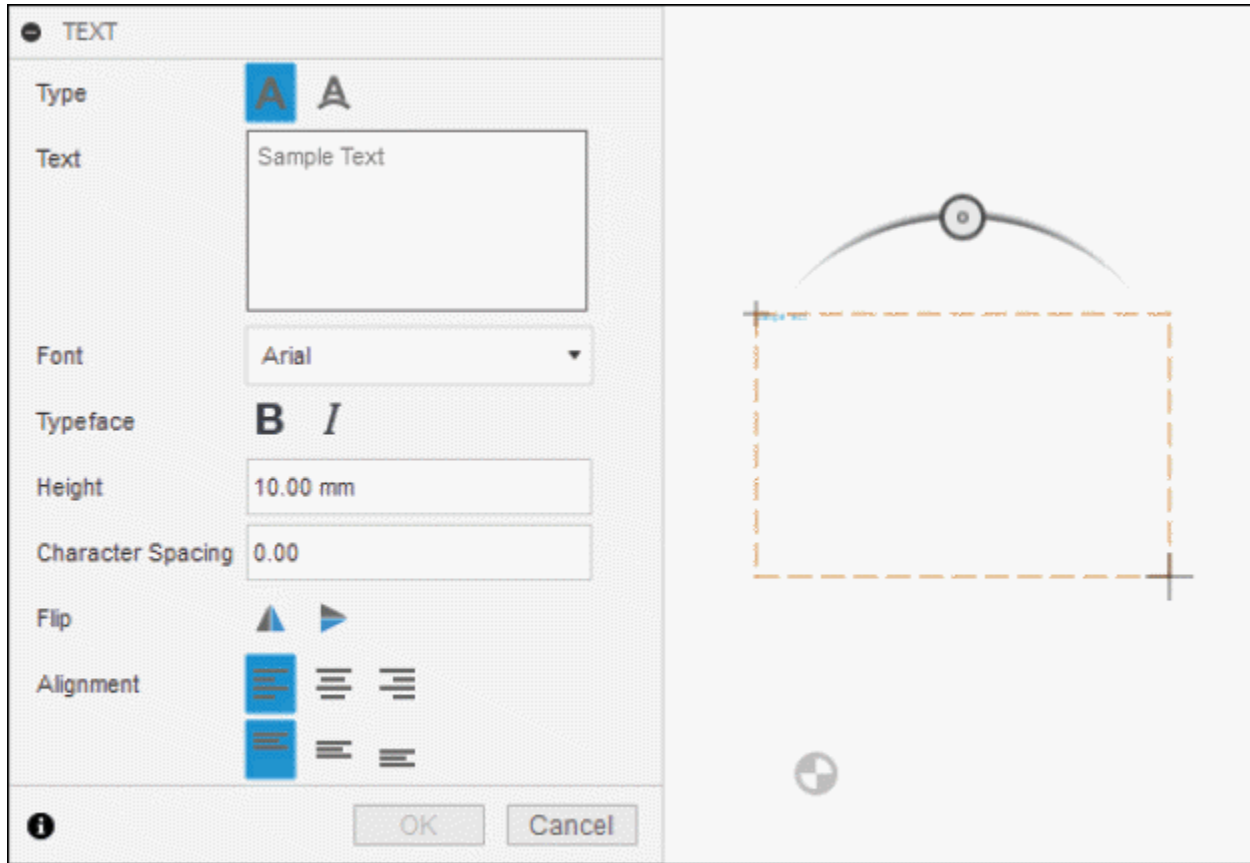 TEXT
Type A A
Text Sample Text
Font Arial
Typeface B I
Height 10.00 mm
Character Spacing 0.00
Flip
Alignment
OK Cancel